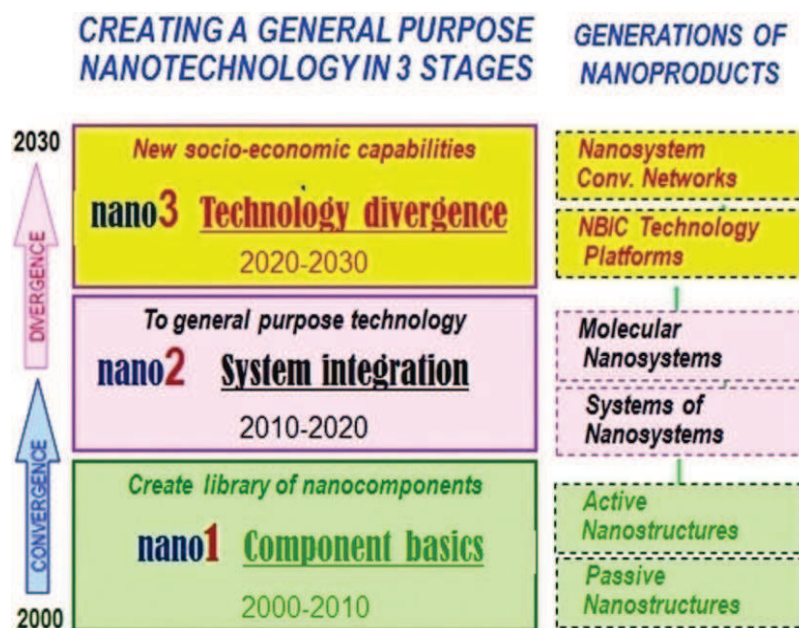 CREATING A GENERAL PURPOSE
NANOTECHNOLOGY IN 3 STAGES
GENERATIONS OF
NANOPRODUCTS
2030
DIVERGENCE
CONVERGENCE
2000
New socio-economic capabilities
nano3 Technology divergence
2020-2030
Nanosystem
Conv. Networks
NBIC Technology
Platforms
To general purpose technology
nano2 System integration
2010-2020
Molecular
Nanosystems
Systems of
Nanosystems
Create library of nanocomponents
nano1 Component basics
2000-2010
Active
Nanostructures
Passive
Nanostructures